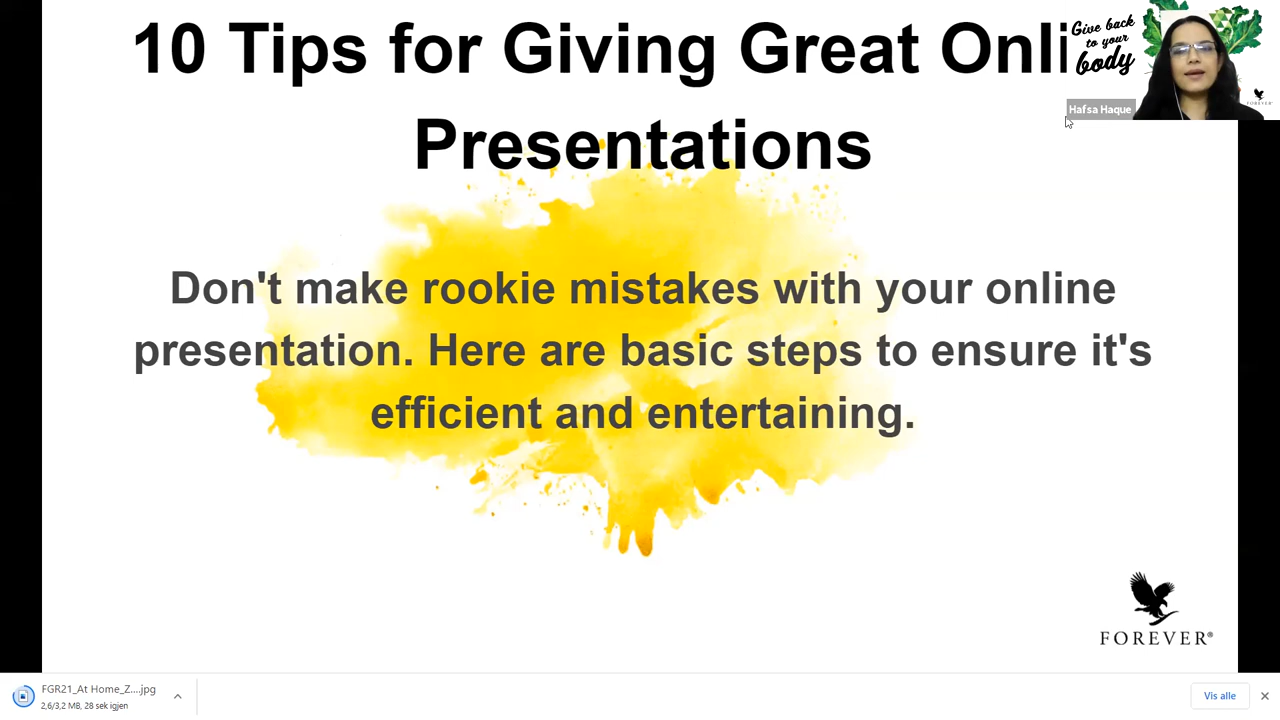 10 Tips for Giving Great Onli
Presentations
Give back
to your
body
Hafsa Haque
FOREVER
Don't make rookie mistakes with your online
presentation. Here are basic steps to ensure it's
efficient and entertaining.
FOREVER®
FGR21_At Home_Z....jpg
2,6/3,2 MB, 28 sek igjen
Vis alle